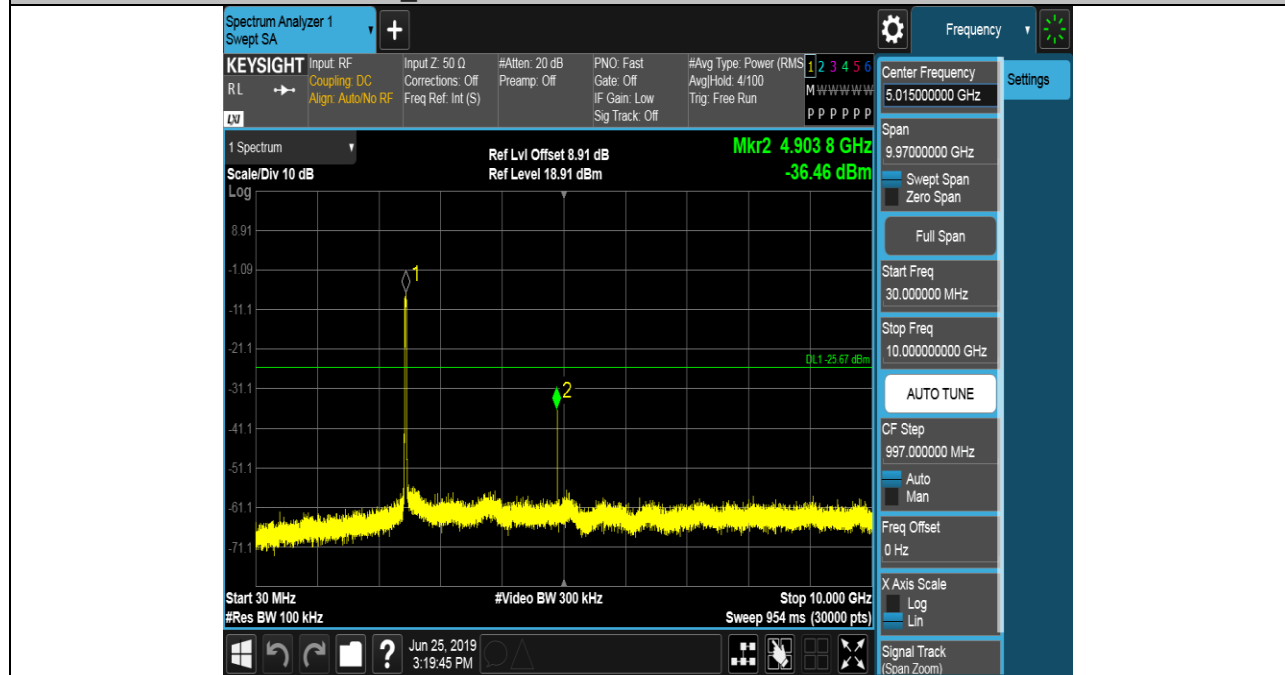 Spectrum Analyzer 1
Swept SA
+
Frequency
KEYSIGHT
RL
LXI
Input: RF
Coupling: DC
Align: Auto/No RF
Input Z: 50 Ω
Corrections: Off
Freq Ref: Int (S)
#Atten: 20 dB
Preamp: Off
PNO: Fast
Gate: Off
IF Gain: Low
Sig Track: Off
#Avg Type: Power (RMS
Avg|Hold: 4/100
Trig: Free Run
1 2 3 4 5 6
M W W W W W
P P P P P P
1 Spectrum
Scale/Div 10 dB
Log
Ref Lvl Offset 8.91 dB
Ref Level 18.91 dBm
Mkr2 4.903 8 GHz
-36.46 dBm
8.91
-1.09
-11.1
-21.1
-31.1
-41.1
-51.1
-61.1
-71.1
1
2
DL1 -25.67 dBm
Start 30 MHz
#Res BW 100 kHz
#Video BW 300 kHz
Stop 10.000 GHz
Sweep 954 ms (30000 pts)
Center Frequency
5.015000000 GHz
Settings
Span
9.97000000 GHz
Swept Span
Zero Span
Full Span
Start Freq
30.000000 MHz
Stop Freq
10.000000000 GHz
AUTO TUNE
CF Step
997.000000 MHz
Auto
Man
Freq Offset
0 Hz
X Axis Scale
Log
Lin
Signal Track
(Span Zoom)
?
Jun 25, 2019
3:19:45 PM